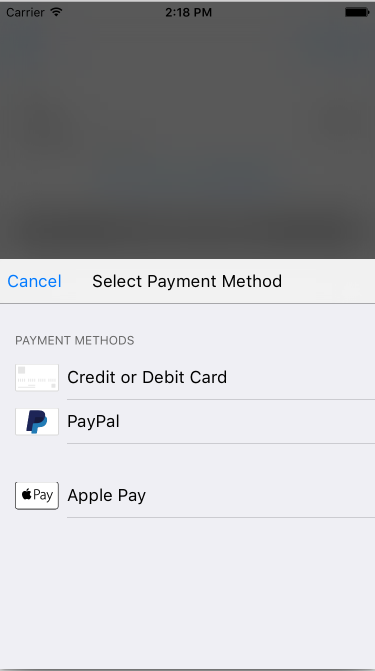 Carrier 2:18 PM
Cancel Select Payment Method
PAYMENT METHODS
Credit or Debit Card
PayPal
Pay Apple Pay